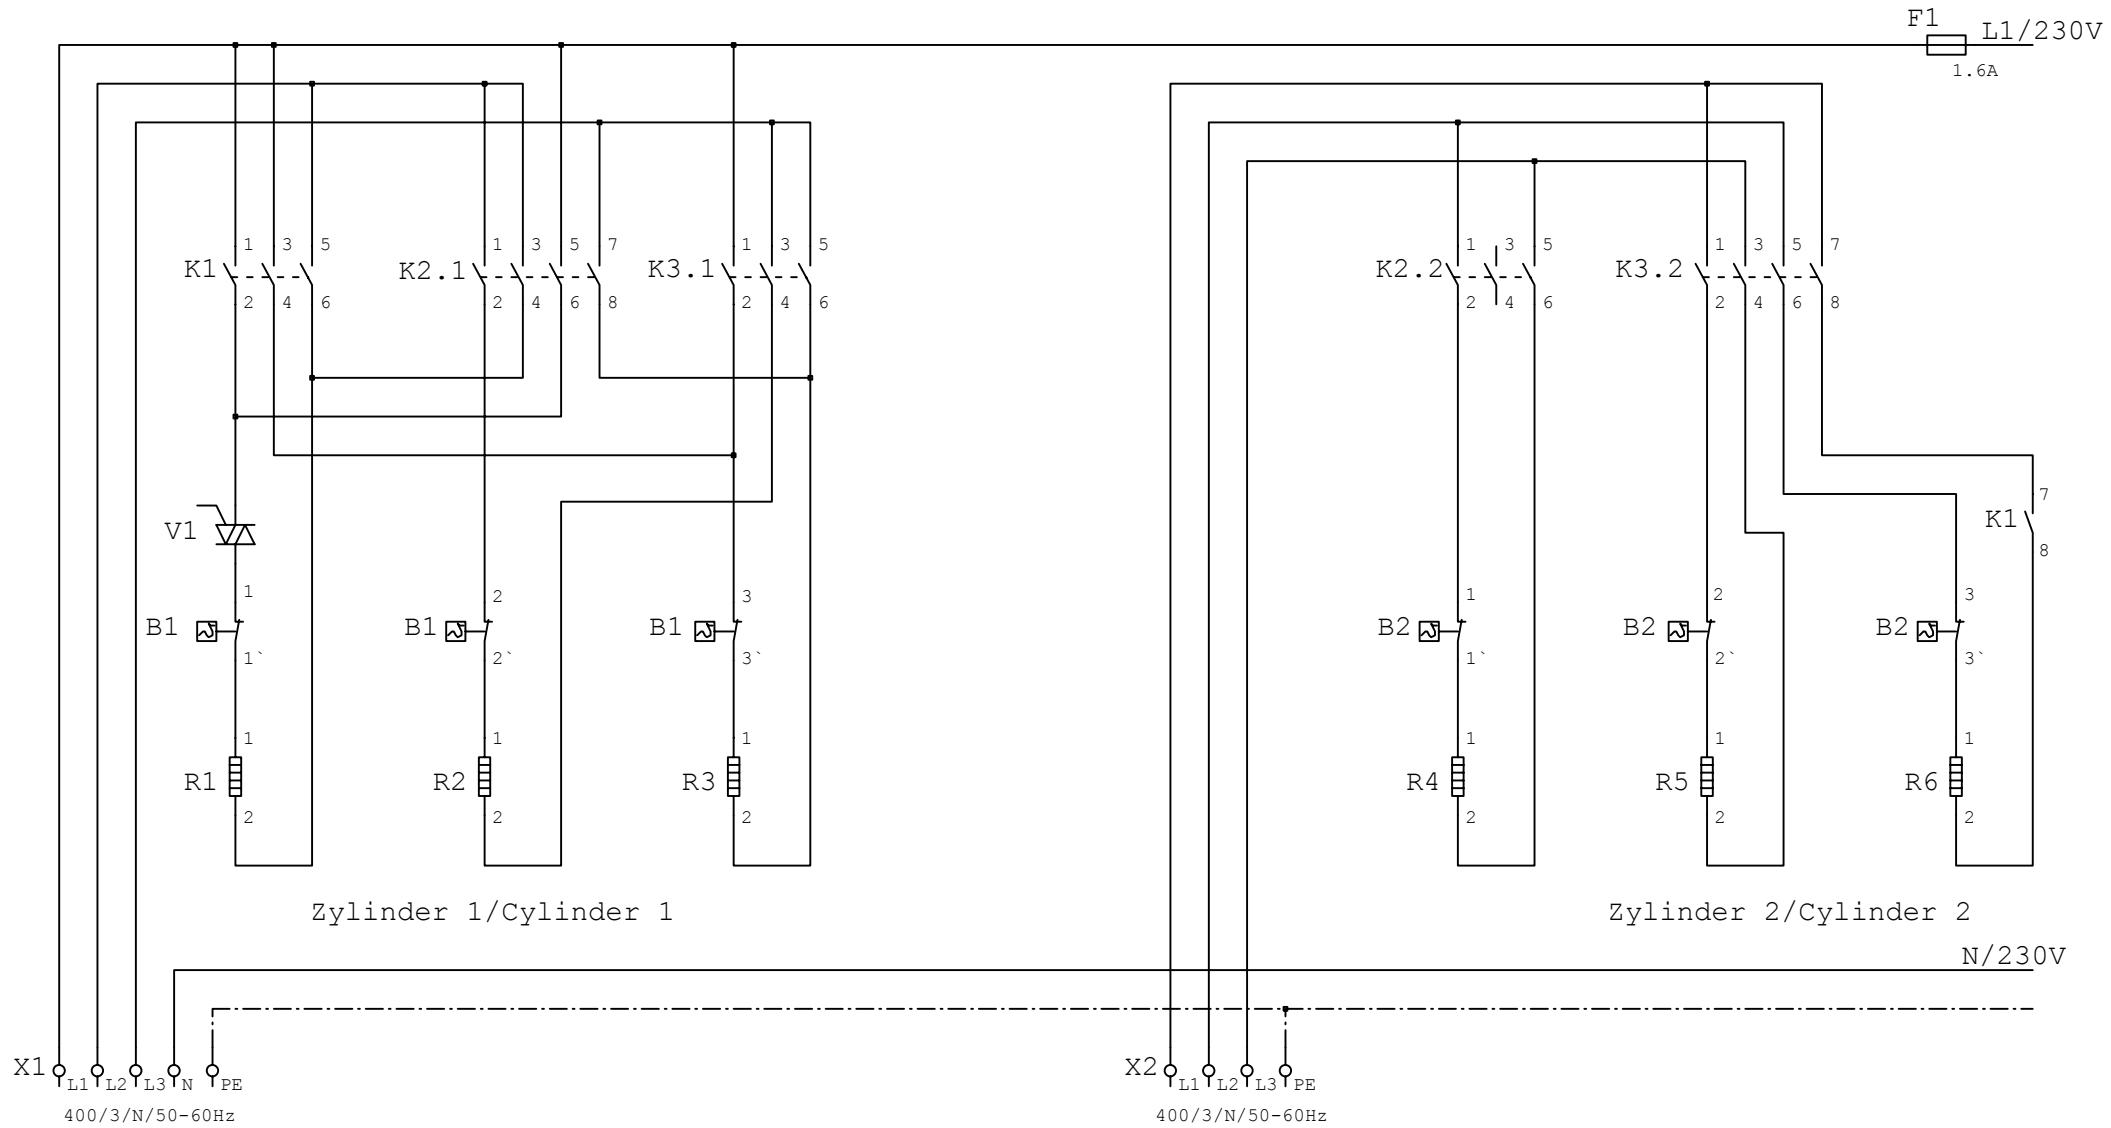 F1
L1/230V
1.6A
1 3 5 1 3 5 7 1 3 5 1 3 5 1 3 5 7
K1 K2.1 K3.1 K2.2 K3.2
2 4 6 2 4 6 8 2 4 6 2 4 6 2 4 6 8
7
K1
8
V1
1 2 3 1 2 3
B1 B1 B1 B2 B2 B2
1` 2` 3` 1` 2` 3`
1 1 1 1 1 1
R1 R2 R3 R4 R5 R6
2 2 2 2 2 2
Zylinder 1/Cylinder 1 Zylinder 2/Cylinder 2
N/230V
X1 L1 L2 L3 N PE X2 L1 L2 L3 PE
400/3/N/50-60Hz 400/3/N/50-60Hz